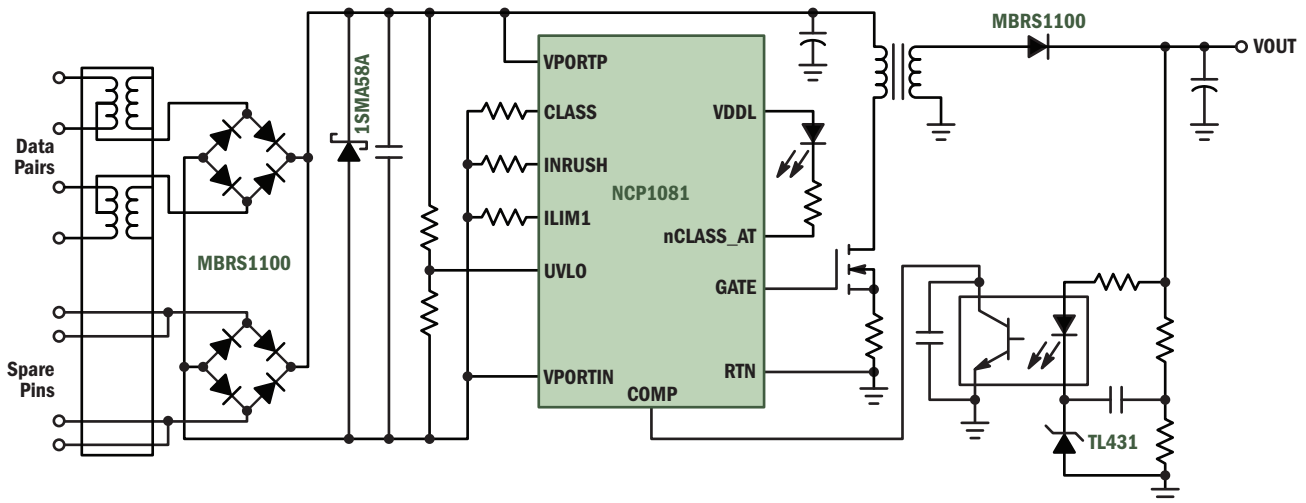 MBRS1100
VOUT
1SMA58A
VPORTP
CLASS
VDDL
Data
Pairs
INRUSH
NCP1081
ILIM1
nCLASS_AT
MBRS1100
UVLO
GATE
Spare
Pins
VPORTIN
RTN
COMP
TL431